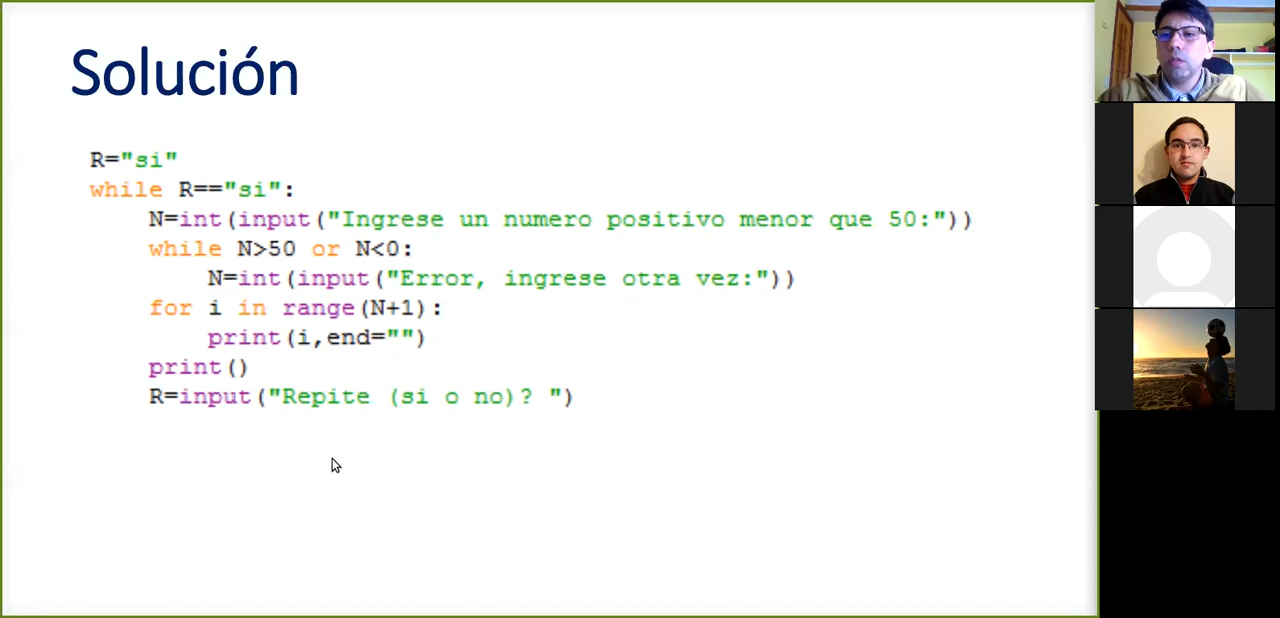 Solución
R="si"
while R=="si":
    N=int(input("Ingrese un numero positivo menor que 50:"))
    while N>50 or N<0:
        N=int(input("Error, ingrese otra vez:"))
    for i in range(N+1):
        print(i,end="")
    print()
    R=input("Repite (si o no)? ")